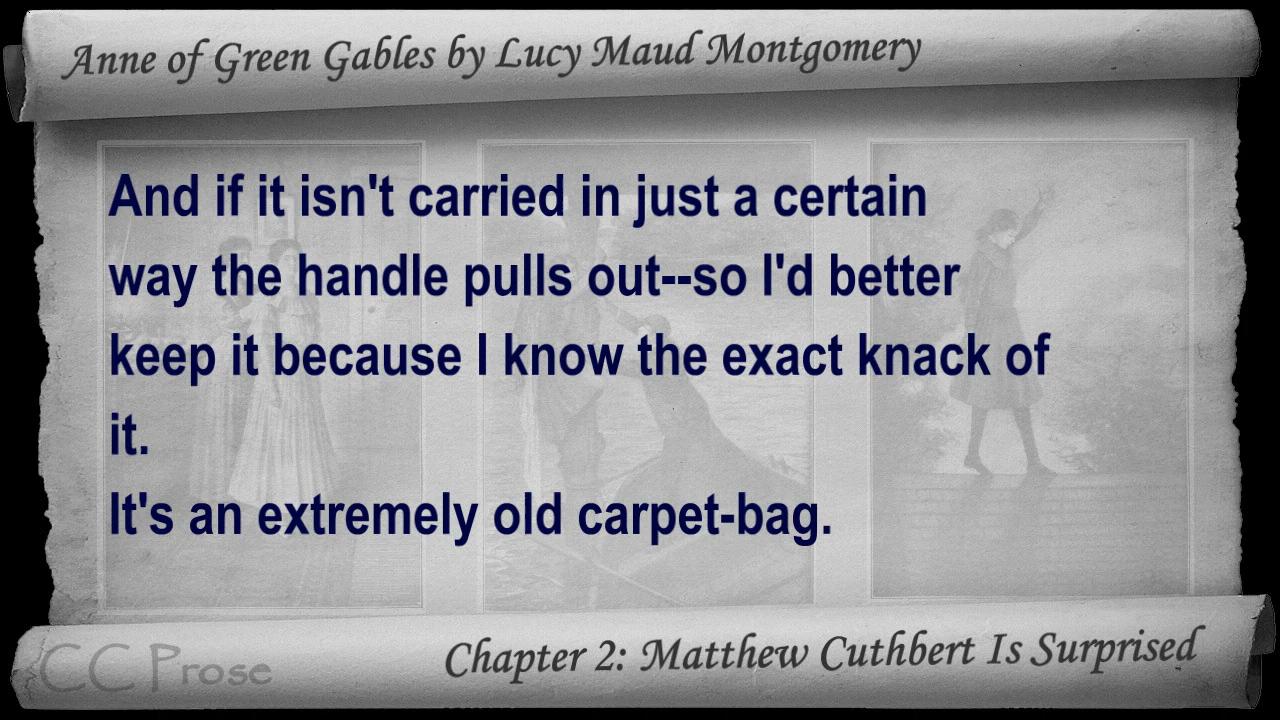 Anne of Green Gables by Lucy Maud Montgomery
And if it isn't carried in just a certain
way the handle pulls out--so I'd better
keep it because I know the exact knack of
it.
It's an extremely old carpet-bag.
CC Prose
Chapter 2: Matthew Cuthbert Is Surprised